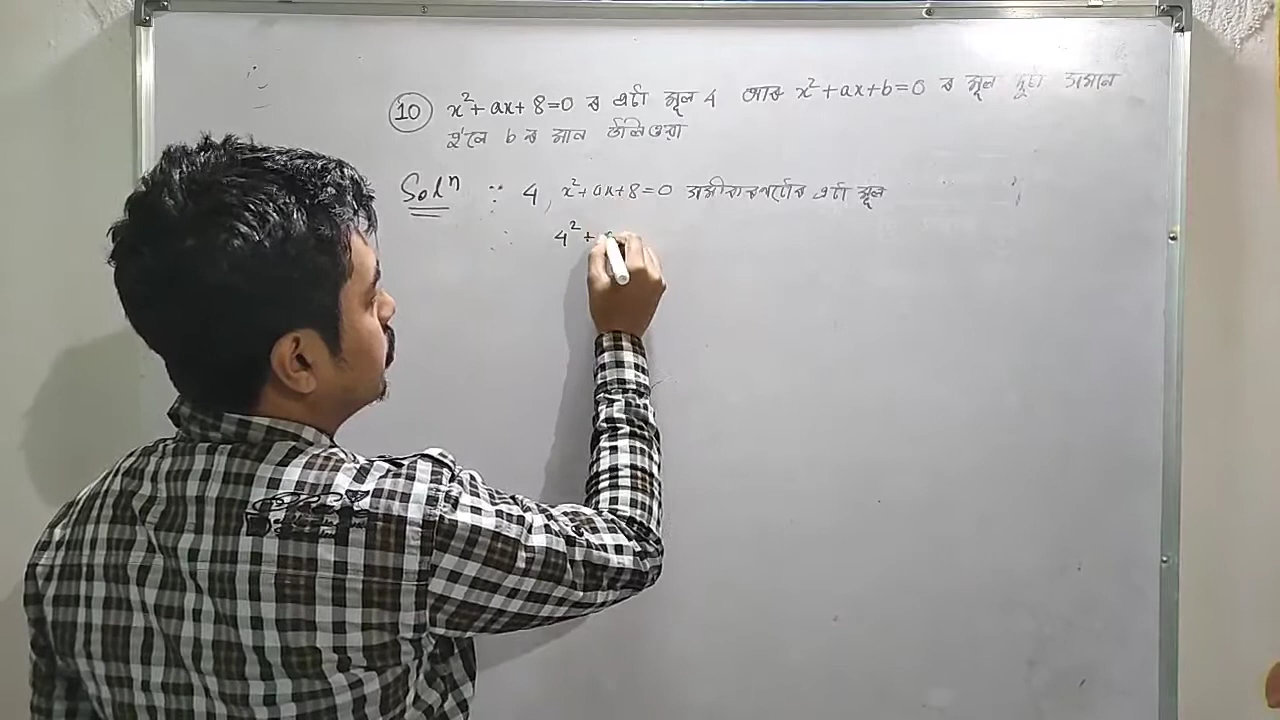 10 x²+ax+8=0 ৰ এটা মূল 4 আৰু x²+ax+b=0 ৰ মূল দুটা সমান
হ'লে b ৰ মান উলিওৱা
Solⁿ ∵ 4, x²+ax+8=0 সমীকৰণটোৰ এটা মূল
∴ 4²+